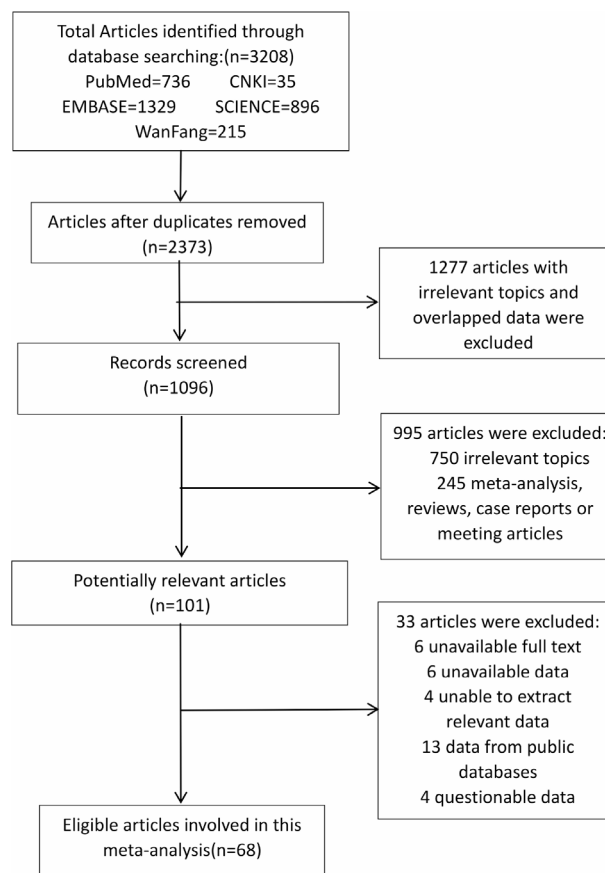 Total Articles identified through
database searching:(n=3208)
PubMed=736 CNKI=35
EMBASE=1329 SCIENCE=896
WanFang=215
Articles after duplicates removed
(n=2373)
1277 articles with
irrelevant topics and
overlapped data were
excluded
Records screened
(n=1096)
995 articles were excluded:
750 irrelevant topics
245 meta-analysis,
reviews, case reports or
meeting articles
Potentially relevant articles
(n=101)
33 articles were excluded:
6 unavailable full text
6 unavailable data
4 unable to extract
relevant data
13 data from public
databases
4 questionable data
Eligible articles involved in this
meta-analysis(n=68)